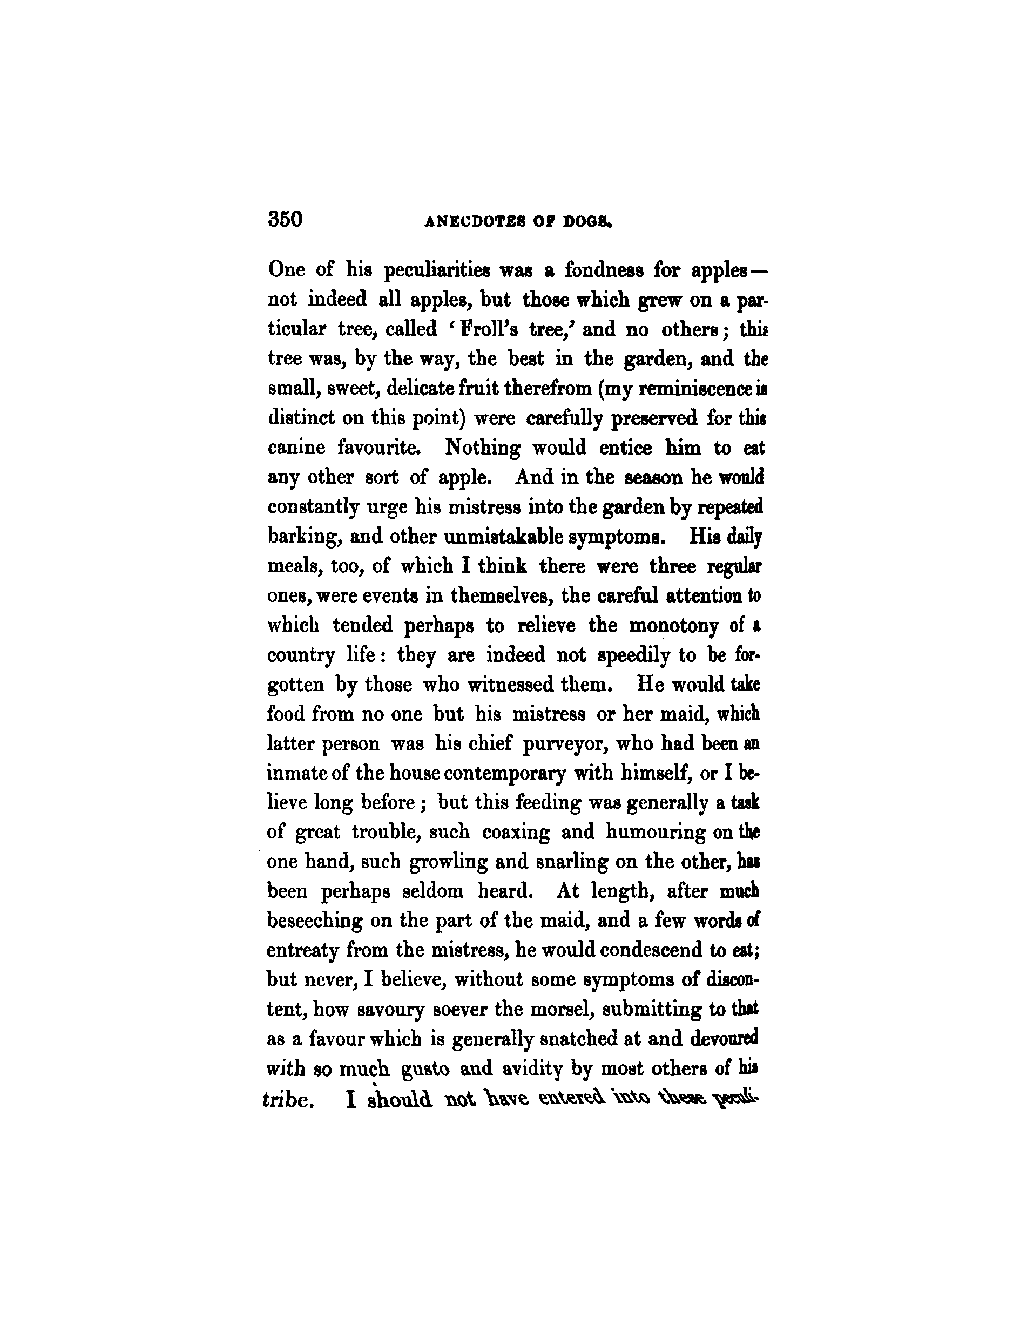 350 ANECDOTES OF DOGS.
One of his peculiarities was a fondness for apples—
not indeed all apples, but those which grew on a par-
ticular tree, called ‘Froll's tree,’ and no others; this
tree was, by the way, the best in the garden, and the
small, sweet, delicate fruit therefrom (my reminiscence is
distinct on this point) were carefully preserved for this
canine favourite. Nothing would entice him to eat
any other sort of apple. And in the season he would
constantly urge his mistress into the garden by repeated
barking, and other unmistakable symptoms. His daily
meals, too, of which I think there were three regular
ones, were events in themselves, the careful attention to
which tended perhaps to relieve the monotony of a
country life: they are indeed not speedily to be for-
gotten by those who witnessed them. He would take
food from no one but his mistress or her maid, which
latter person was his chief purveyor, who had been an
inmate of the house contemporary with himself, or I be-
lieve long before; but this feeding was generally a task
of great trouble, such coaxing and humouring on the
one hand, such growling and snarling on the other, has
been perhaps seldom heard. At length, after much
beseeching on the part of the maid, and a few words of
entreaty from the mistress, he would condescend to eat;
but never, I believe, without some symptoms of discon-
tent, how savoury soever the morsel, submitting to that
as a favour which is generally snatched at and devoured
with so much gusto and avidity by most others of his
tribe. I should not have entered into these peculi-